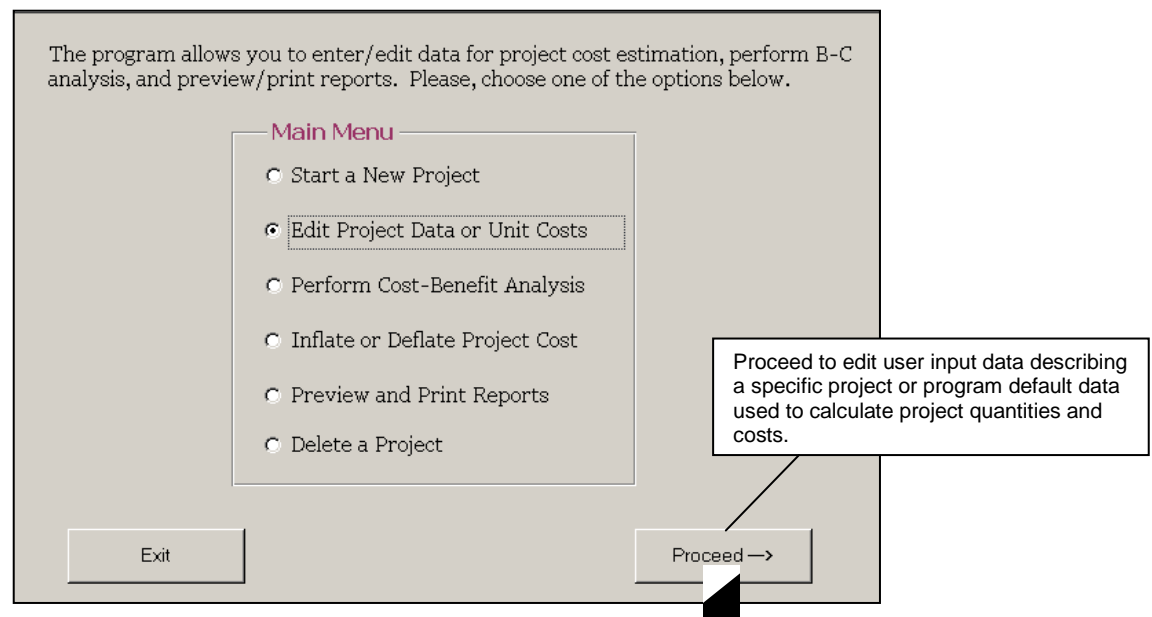 The program allows you to enter/edit data for project cost estimation, perform B-C
analysis, and preview/print reports.  Please, choose one of the options below.
Main Menu
Start a New Project
Edit Project Data or Unit Costs
Perform Cost-Benefit Analysis
Inflate or Deflate Project Cost
Preview and Print Reports
Delete a Project
Proceed to edit user input data describing
a specific project or program default data
used to calculate project quantities and
costs.
Exit
Proceed —>